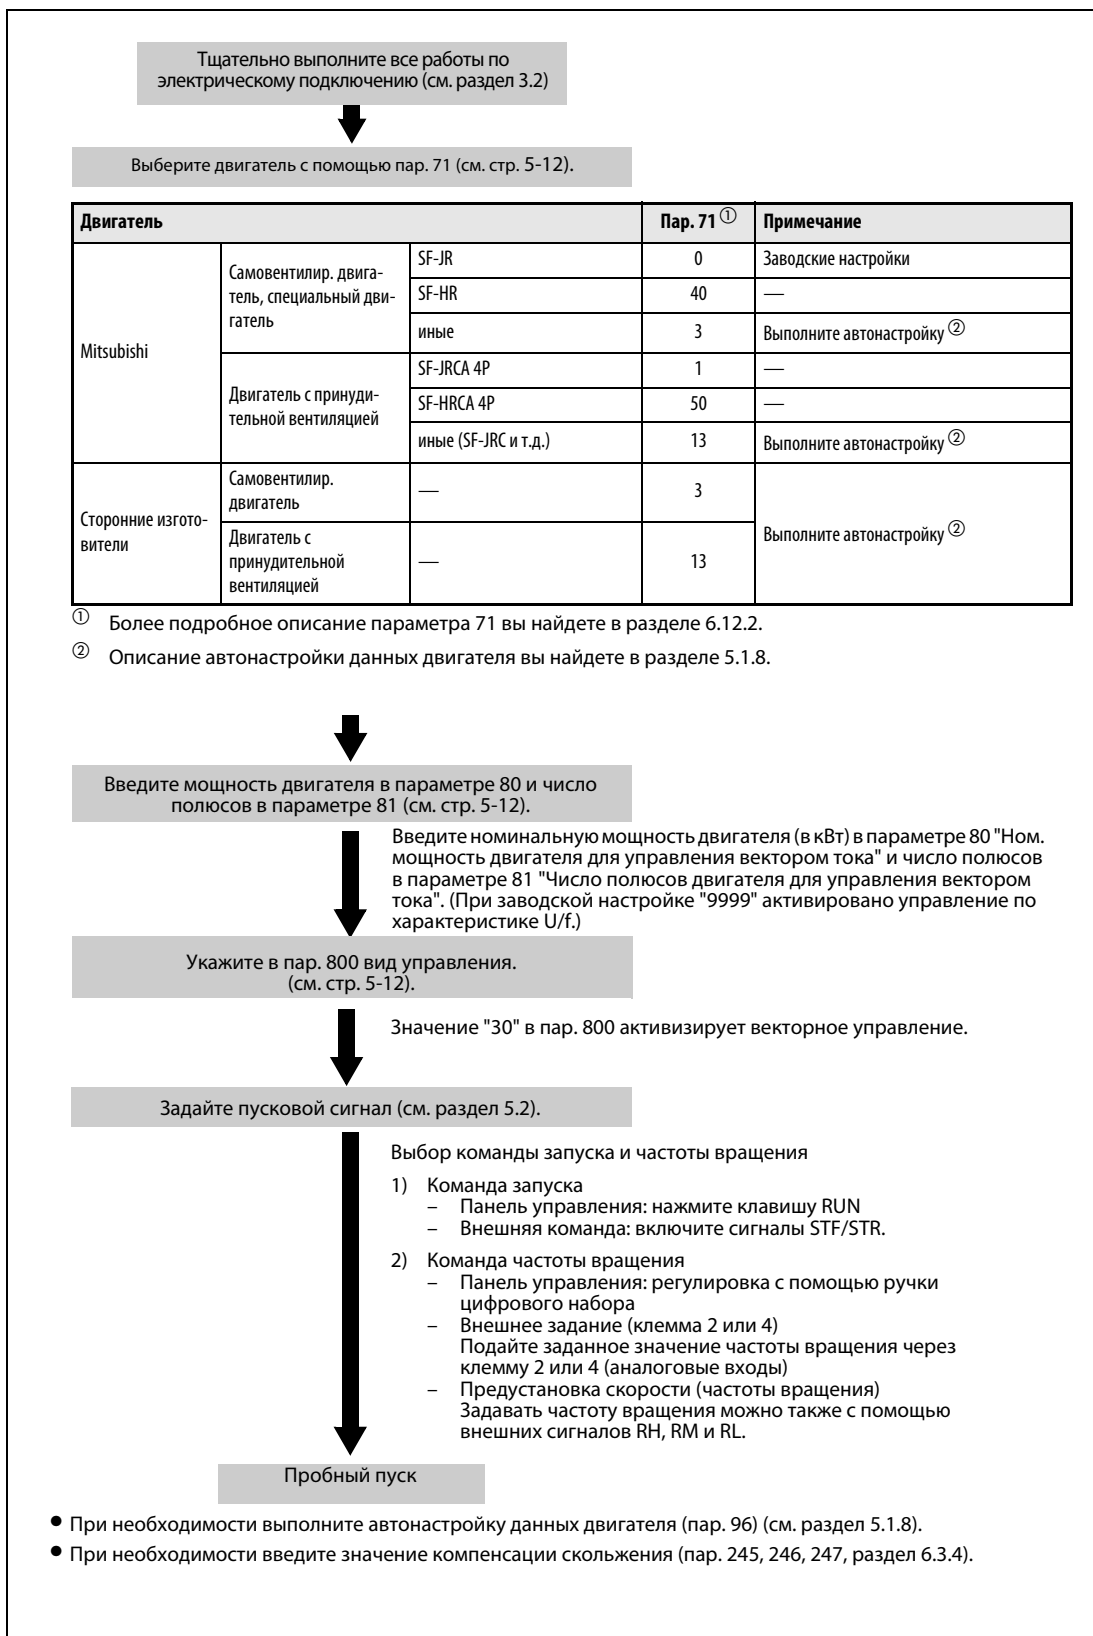 Тщательно выполните все работы по
электрическому подключению (см. раздел 3.2)
Выберите двигатель с помощью пар. 71 (см. стр. 5-12).
Двигатель Пар. 71 ① Примечание
Mitsubishi
Самовентилир. двига-
тель, специальный дви-
гатель
SF-JR 0 Заводские настройки
SF-HR 40 —
иные 3 Выполните автонастройку ②
Двигатель с принуди-
тельной вентиляцией
SF-JRCA 4P 1 —
SF-HRCA 4P 50 —
иные (SF-JRC и т.д.) 13 Выполните автонастройку ②
Сторонние изгото-
вители
Самовентилир.
двигатель
— 3
Двигатель с
принудительной
вентиляцией
— 13
Выполните автонастройку ②
① Более подробное описание параметра 71 вы найдете в разделе 6.12.2.
② Описание автонастройки данных двигателя вы найдете в разделе 5.1.8.
Введите мощность двигателя в параметре 80 и число
полюсов в параметре 81 (см. стр. 5-12).
Введите номинальную мощность двигателя (в кВт) в параметре 80 "Ном.
мощность двигателя для управления вектором тока" и число полюсов
в параметре 81 "Число полюсов двигателя для управления вектором
тока". (При заводской настройке "9999" активировано управление по
характеристике U/f.)
Укажите в пар. 800 вид управления.
(см. стр. 5-12).
Значение "30" в пар. 800 активизирует векторное управление.
Задайте пусковой сигнал (см. раздел 5.2).
Выбор команды запуска и частоты вращения
1) Команда запуска
– Панель управления: нажмите клавишу RUN
– Внешняя команда: включите сигналы STF/STR.
2) Команда частоты вращения
– Панель управления: регулировка с помощью ручки
цифрового набора
– Внешнее задание (клемма 2 или 4)
Подайте заданное значение частоты вращения через
клемму 2 или 4 (аналоговые входы)
– Предустановка скорости (частоты вращения)
Задавать частоту вращения можно также с помощью
внешних сигналов RH, RM и RL.
Пробный пуск
● При необходимости выполните автонастройку данных двигателя (пар. 96) (см. раздел 5.1.8).
● При необходимости введите значение компенсации скольжения (пар. 245, 246, 247, раздел 6.3.4).